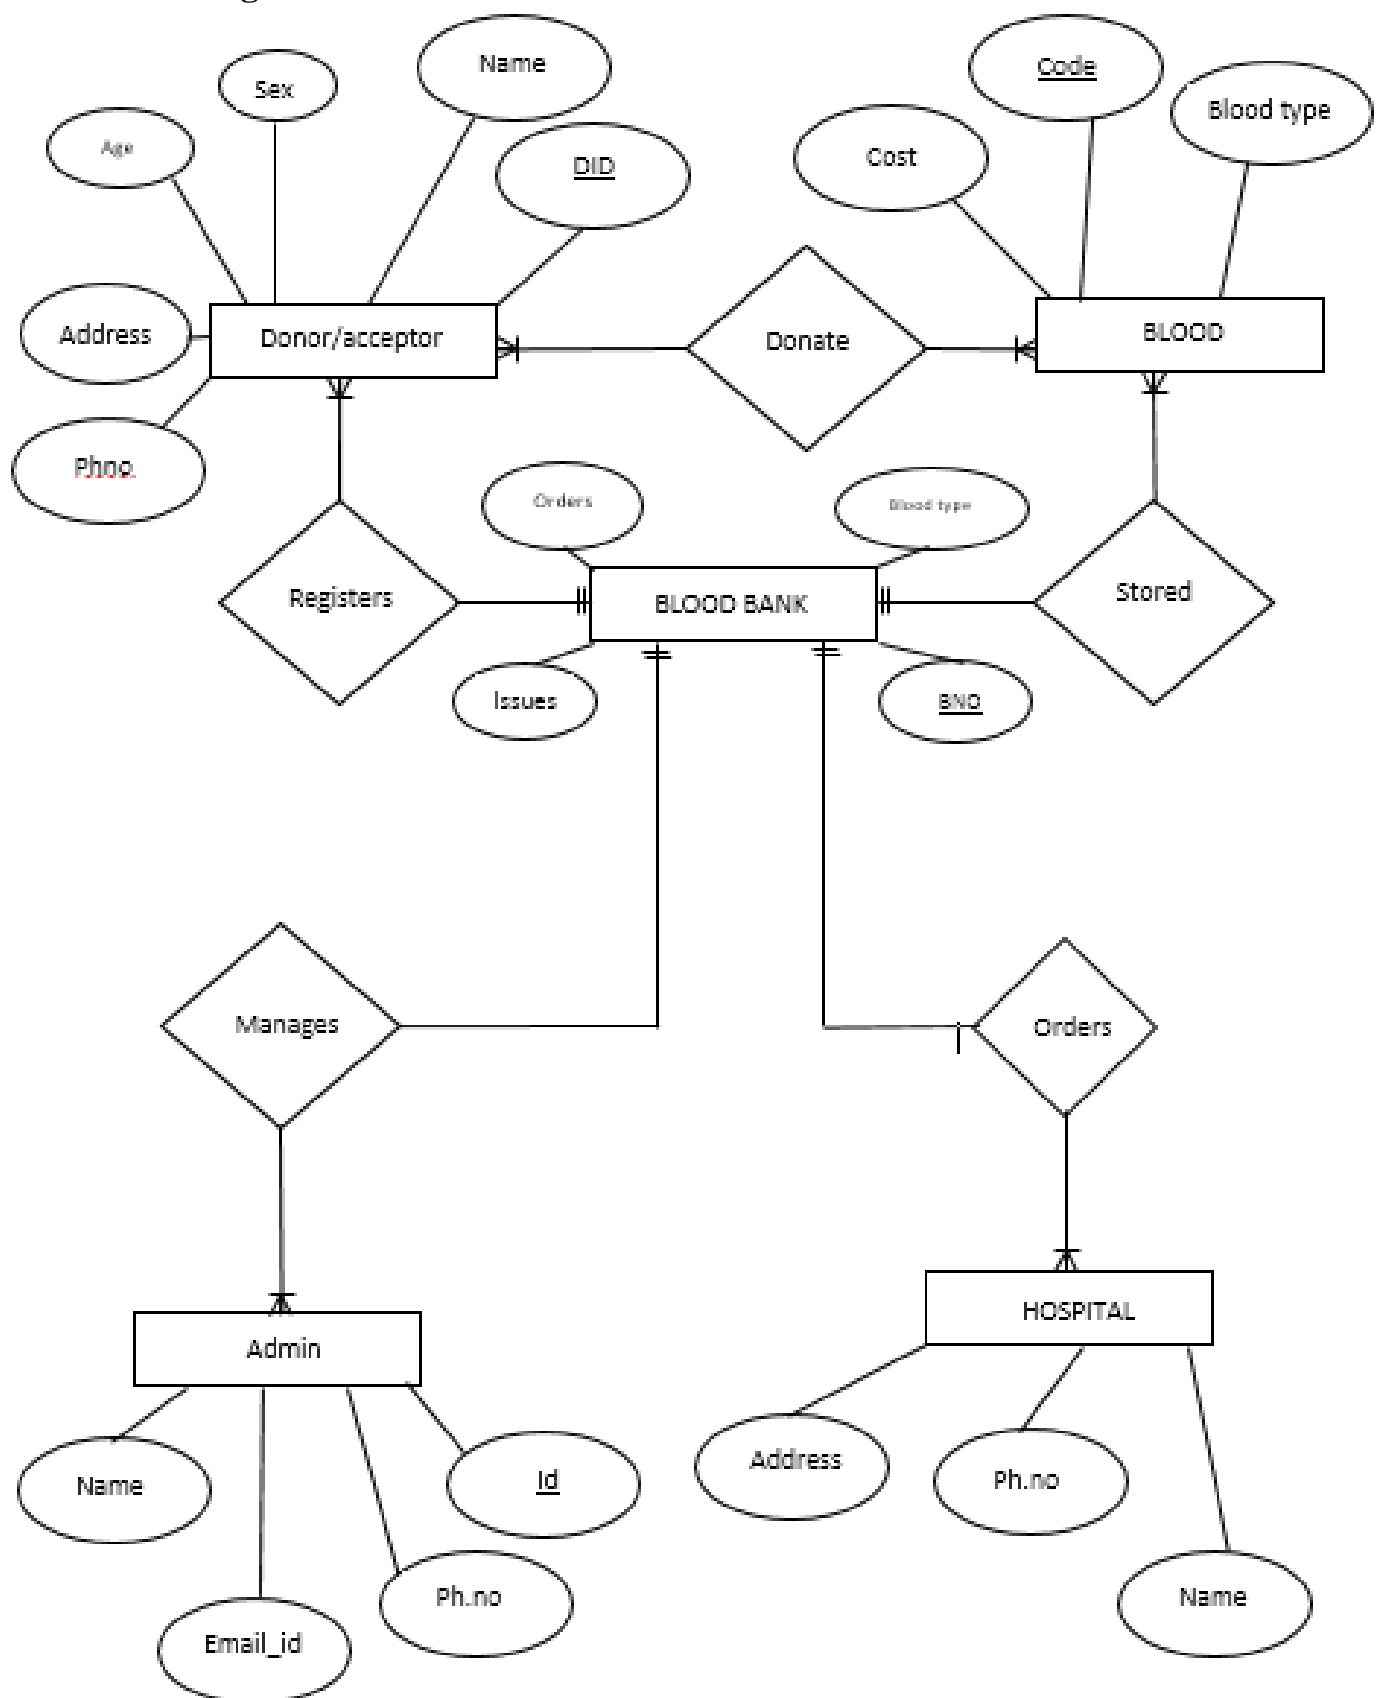 Name
Code
Sex
Blood type
Age
Cost
DID
Address
Donor/acceptor
Donate
BLOOD
Phno.
Orders
Blood type
Registers
BLOOD BANK
Stored
Issues
BNO
Manages
Orders
HOSPITAL
Admin
Address
Ph.no
Name
Id
Ph.no
Name
Email_id